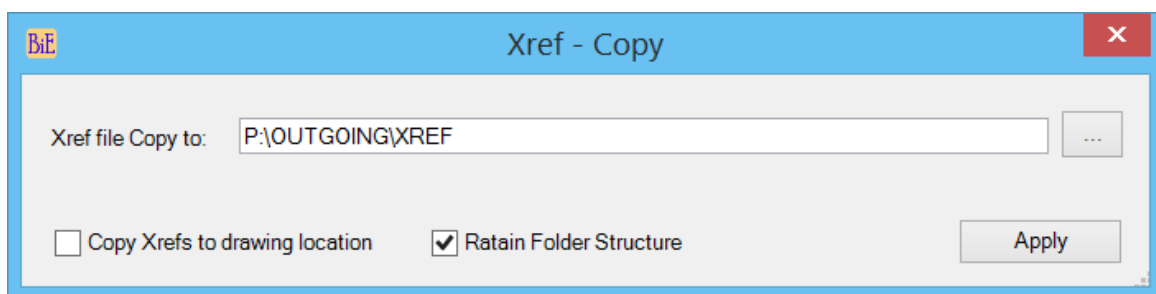 BiE Xref - Copy
Xref file Copy to: P:\OUTGOING\XREF ...
Copy Xrefs to drawing location Ratain Folder Structure Apply